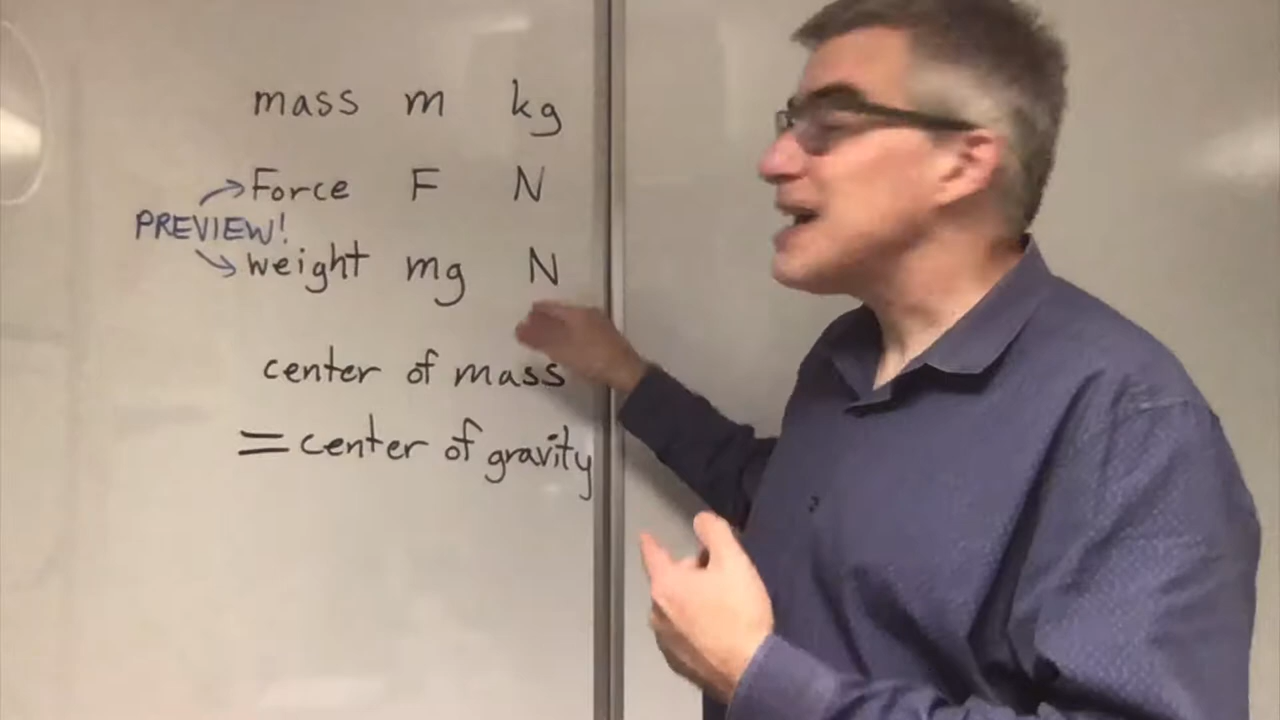 mass m kg
Force F N
PREVIEW!
weight mg N
center of mass
= center of gravity